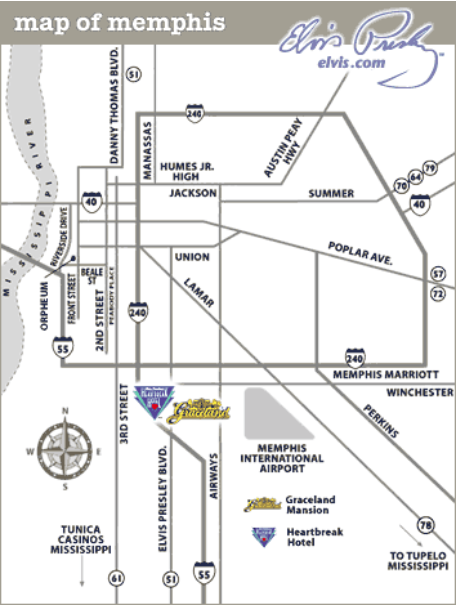 map of memphis
Elvis Presley
elvis.com
DANNY THOMAS BLVD.
51
240
MANASSAS
AUSTIN PEAY
HWY
HUMES JR.
HIGH
79
64
70
JACKSON
SUMMER
40
40
MISSISSIPPI RIVER
RIVERSIDE DRIVE
POPLAR AVE.
UNION
57
72
BEALE
ST
ORPHEUM
FRONT STREET
2ND STREET
PEABODY PLACE
LAMAR
240
55
240
MEMPHIS MARRIOTT
WINCHESTER
3RD STREET
Graceland
PERKINS
N
W
E
S
MEMPHIS
INTERNATIONAL
AIRPORT
ELVIS PRESLEY BLVD.
AIRWAYS
Graceland
Graceland
Mansion
Heartbreak
Hotel
78
TUNICA
CASINOS
MISSISSIPPI
TO TUPELO
MISSISSIPPI
61
51
55